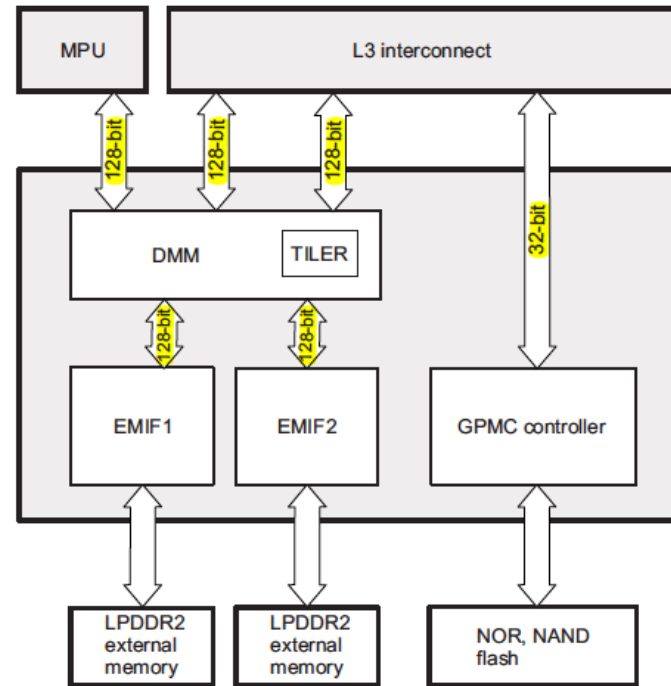 MPU
L3 interconnect
128-bit
128-bit
128-bit
32-bit
DMM
TILER
128-bit
128-bit
EMIF1
EMIF2
GPMC controller
LPDDR2
external
memory
LPDDR2
external
memory
NOR, NAND
flash